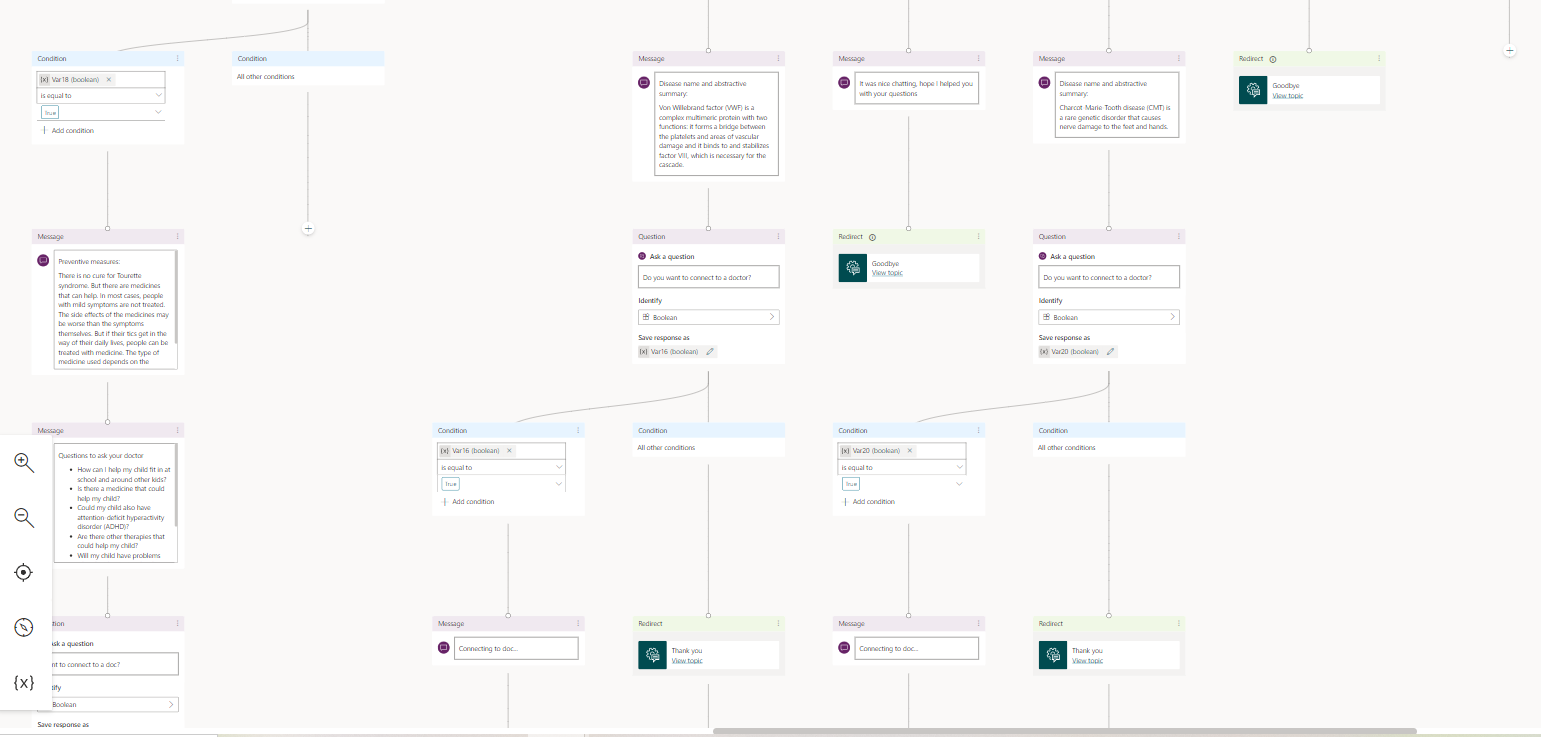 Condition
{x} Var18 (boolean) ×
is equal to
True
Add condition
Condition
All other conditions
Message
Disease name and abstractive
summary:
Von Willebrand factor (VWF) is a
complex multimeric protein with two
functions: it forms a bridge between
the platelets and areas of vascular
damage and it binds to and stabilizes
factor VIII, which is necessary for the
cascade.
Message
It was nice chatting, hope I helped you
with your questions
Message
Disease name and abstractive
summary:
Charcot-Marie-Tooth disease (CMT) is
a rare genetic disorder that causes
nerve damage to the feet and hands.
Redirect
Goodbye
View topic
Message
Preventive measures:
There is no cure for Tourette
syndrome. But there are medicines
that can help. In most cases, people
with mild symptoms are not treated.
The side effects of the medicines may
be worse than the symptoms
themselves. But if their tics get in the
way of their daily lives, people can be
treated with medicine. The type of
medicine used depends on the
Question
Ask a question
Do you want to connect to a doctor?
Identify
Boolean
Save response as
{x} Var16 (boolean)
Redirect
Goodbye
View topic
Question
Ask a question
Do you want to connect to a doctor?
Identify
Boolean
Save response as
{x} Var20 (boolean)
Message
Questions to ask your doctor
• How can I help my child fit in at
school and around other kids?
• Is there a medicine that could
help my child?
• Could my child also have
attention deficit hyperactivity
disorder (ADHD)?
• Are there other therapies that
could help my child?
• Will my child have problems
Condition
{x} Var16 (boolean) ×
is equal to
True
Add condition
Condition
All other conditions
Condition
{x} Var20 (boolean) ×
is equal to
True
Add condition
Condition
All other conditions
stion
sk a question
nt to connect to a doc?
tify
Boolean
Save response as
Message
Connecting to doc...
Redirect
Thank you
View topic
Message
Connecting to doc...
Redirect
Thank you
View topic
{x}